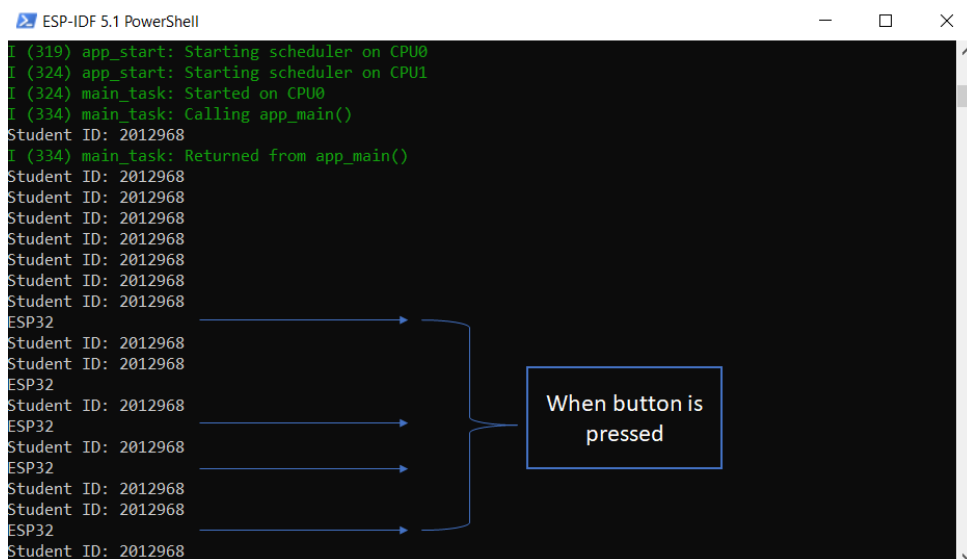 ESP-IDF 5.1 PowerShell
I (319) app_start: Starting scheduler on CPU0
I (324) app_start: Starting scheduler on CPU1
I (324) main_task: Started on CPU0
I (334) main_task: Calling app_main()
Student ID: 2012968
I (334) main_task: Returned from app_main()
Student ID: 2012968
Student ID: 2012968
Student ID: 2012968
Student ID: 2012968
Student ID: 2012968
Student ID: 2012968
Student ID: 2012968
ESP32
Student ID: 2012968
Student ID: 2012968
ESP32
Student ID: 2012968
ESP32
Student ID: 2012968
ESP32
Student ID: 2012968
Student ID: 2012968
ESP32
Student ID: 2012968
When button is
pressed